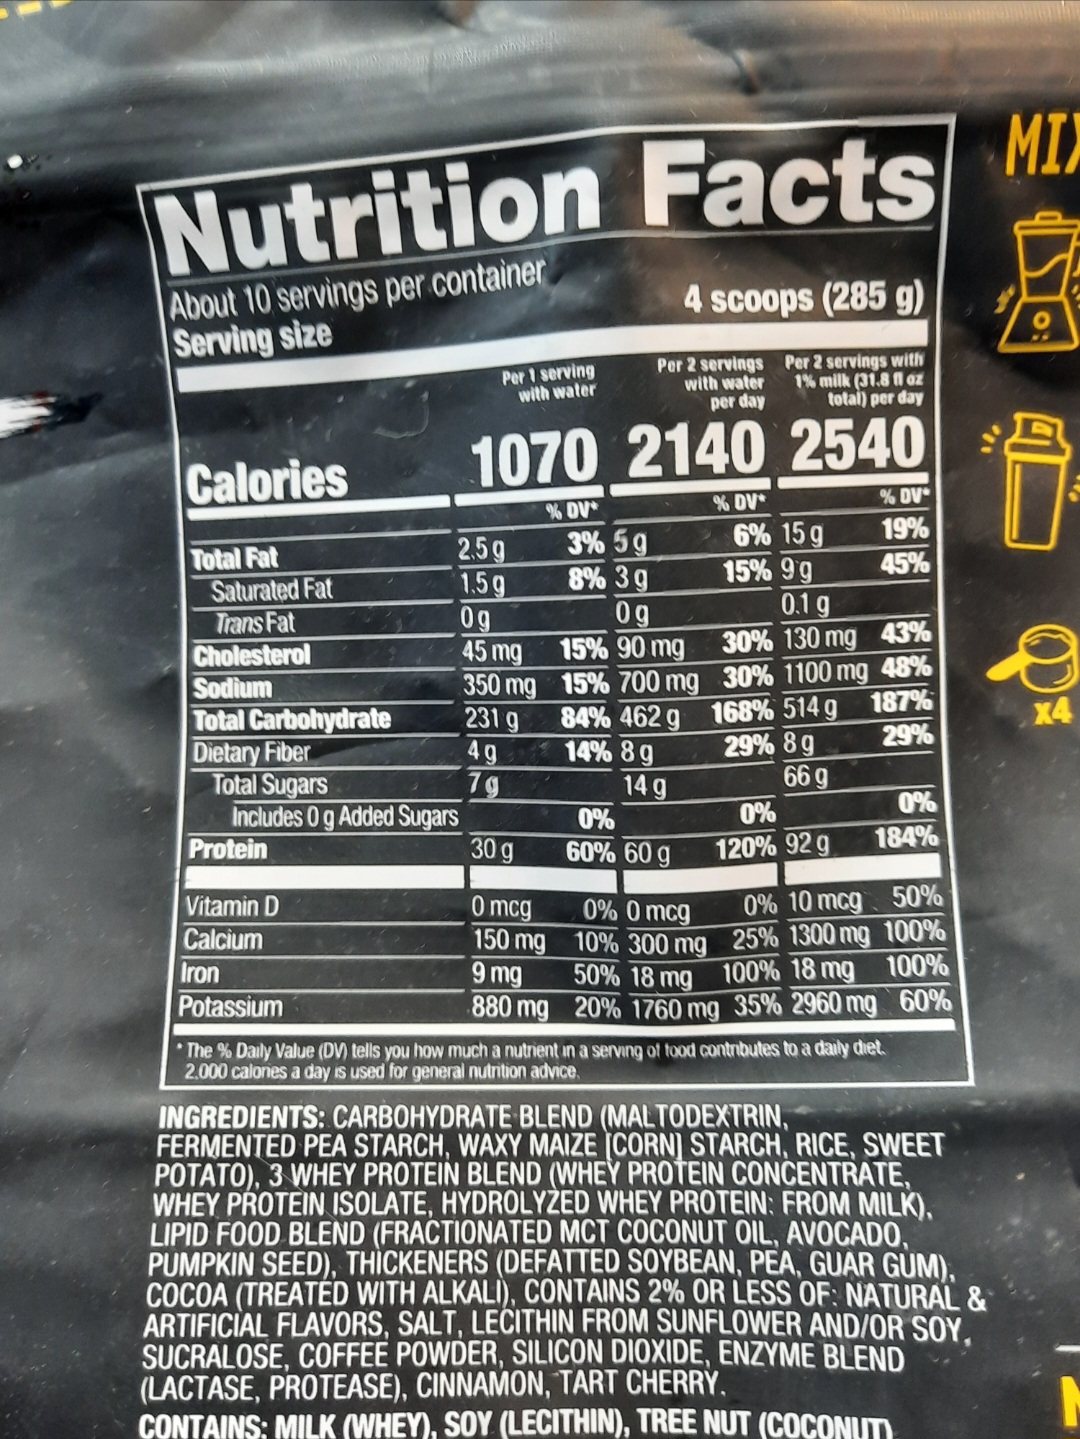 MIX
Nutrition Facts
About 10 servings per container
Serving size 4 scoops (285 g)
Per 1 serving with water Per 2 servings with water per day Per 2 servings with 1% milk (31.8 fl oz total) per day
Calories 1070 2140 2540
% DV* % DV* % DV*
Total Fat 2.5 g 3% 5 g 6% 15 g 19%
Saturated Fat 1.5 g 8% 3 g 15% 9 g 45%
Trans Fat 0 g 0 g 0.1 g
Cholesterol 45 mg 15% 90 mg 30% 130 mg 43%
Sodium 350 mg 15% 700 mg 30% 1100 mg 48%
Total Carbohydrate 231 g 84% 462 g 168% 514 g 187%
Dietary Fiber 4 g 14% 8 g 29% 8 g 29%
Total Sugars 7 g 14 g 66 g
Includes 0 g Added Sugars 0% 0% 0%
Protein 30 g 60% 60 g 120% 92 g 184%
Vitamin D 0 mcg 0% 0 mcg 0% 10 mcg 50%
Calcium 150 mg 10% 300 mg 25% 1300 mg 100%
Iron 9 mg 50% 18 mg 100% 18 mg 100%
Potassium 880 mg 20% 1760 mg 35% 2960 mg 60%
x4
* The % Daily Value (DV) tells you how much a nutrient in a serving of food contributes to a daily diet.
2,000 calories a day is used for general nutrition advice.
INGREDIENTS: CARBOHYDRATE BLEND (MALTODEXTRIN,
FERMENTED PEA STARCH, WAXY MAIZE [CORN] STARCH, RICE, SWEET
POTATO), 3 WHEY PROTEIN BLEND (WHEY PROTEIN CONCENTRATE,
WHEY PROTEIN ISOLATE, HYDROLYZED WHEY PROTEIN: FROM MILK),
LIPID FOOD BLEND (FRACTIONATED MCT COCONUT OIL, AVOCADO,
PUMPKIN SEED), THICKENERS (DEFATTED SOYBEAN, PEA, GUAR GUM),
COCOA (TREATED WITH ALKALI), CONTAINS 2% OR LESS OF: NATURAL &
ARTIFICIAL FLAVORS, SALT, LECITHIN FROM SUNFLOWER AND/OR SOY,
SUCRALOSE, COFFEE POWDER, SILICON DIOXIDE, ENZYME BLEND
(LACTASE, PROTEASE), CINNAMON, TART CHERRY.
CONTAINS: MILK (WHEY), SOY (LECITHIN), TREE NUT (COCONUT)